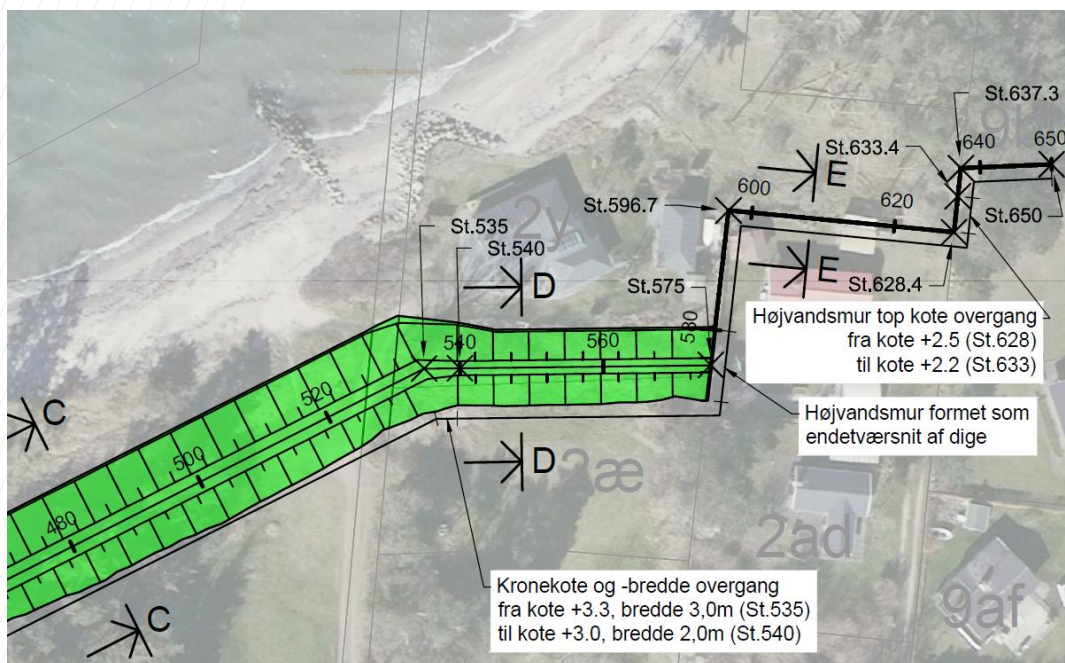 St.637.3
9k
640
650
St.633.4
E
St.596.7
600
620
St.650
2y
St.535
St.540
D
St.575
E
St.628.4
Højvandsmur top kote overgang
fra kote +2.5 (St.628)
til kote +2.2 (St.633)
580
540
560
520
Højvandsmur formet som
endetværsnit af dige
C
500
D
2æ
480
2ad
9af
Kronekote og -bredde overgang
fra kote +3.3, bredde 3,0m (St.535)
til kote +3.0, bredde 2,0m (St.540)
C